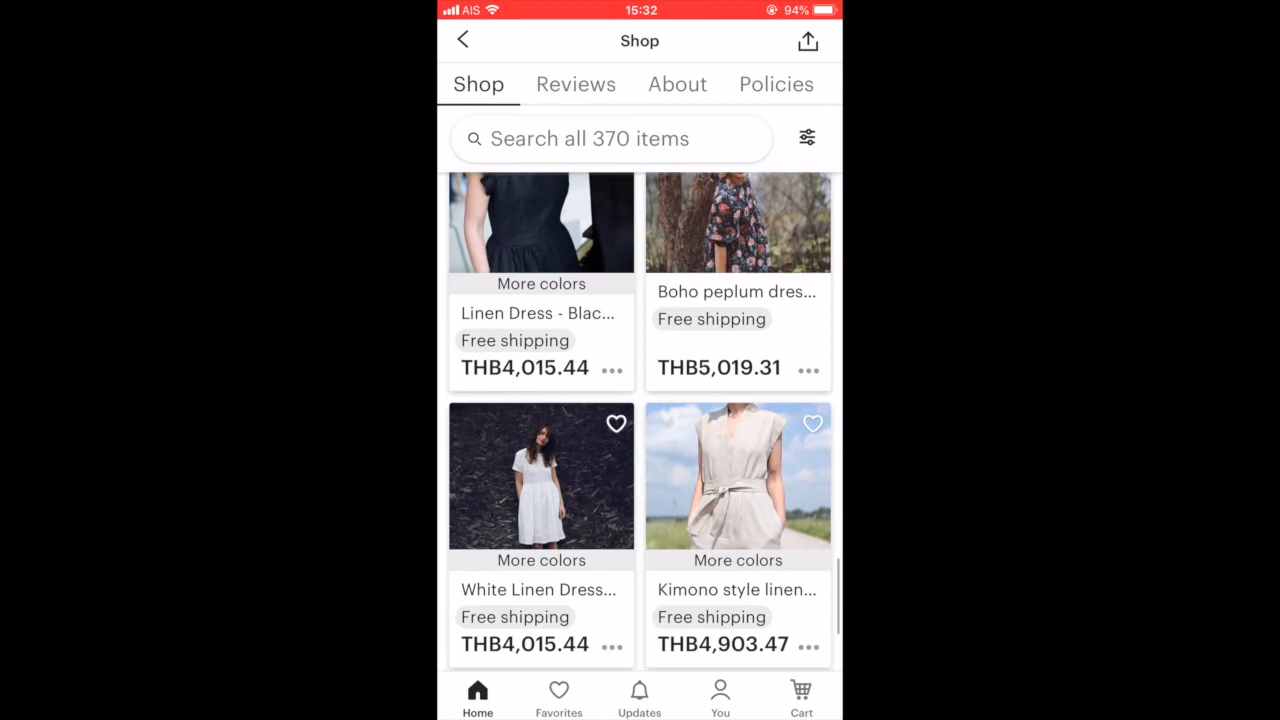 AIS 15:32 94%
Shop
Shop Reviews About Policies
Search all 370 items
More colors
Linen Dress - Blac...
Free shipping
THB4,015.44
Boho peplum dres...
Free shipping
THB5,019.31
More colors
White Linen Dress...
Free shipping
THB4,015.44
More colors
Kimono style linen...
Free shipping
THB4,903.47
Home Favorites Updates You Cart